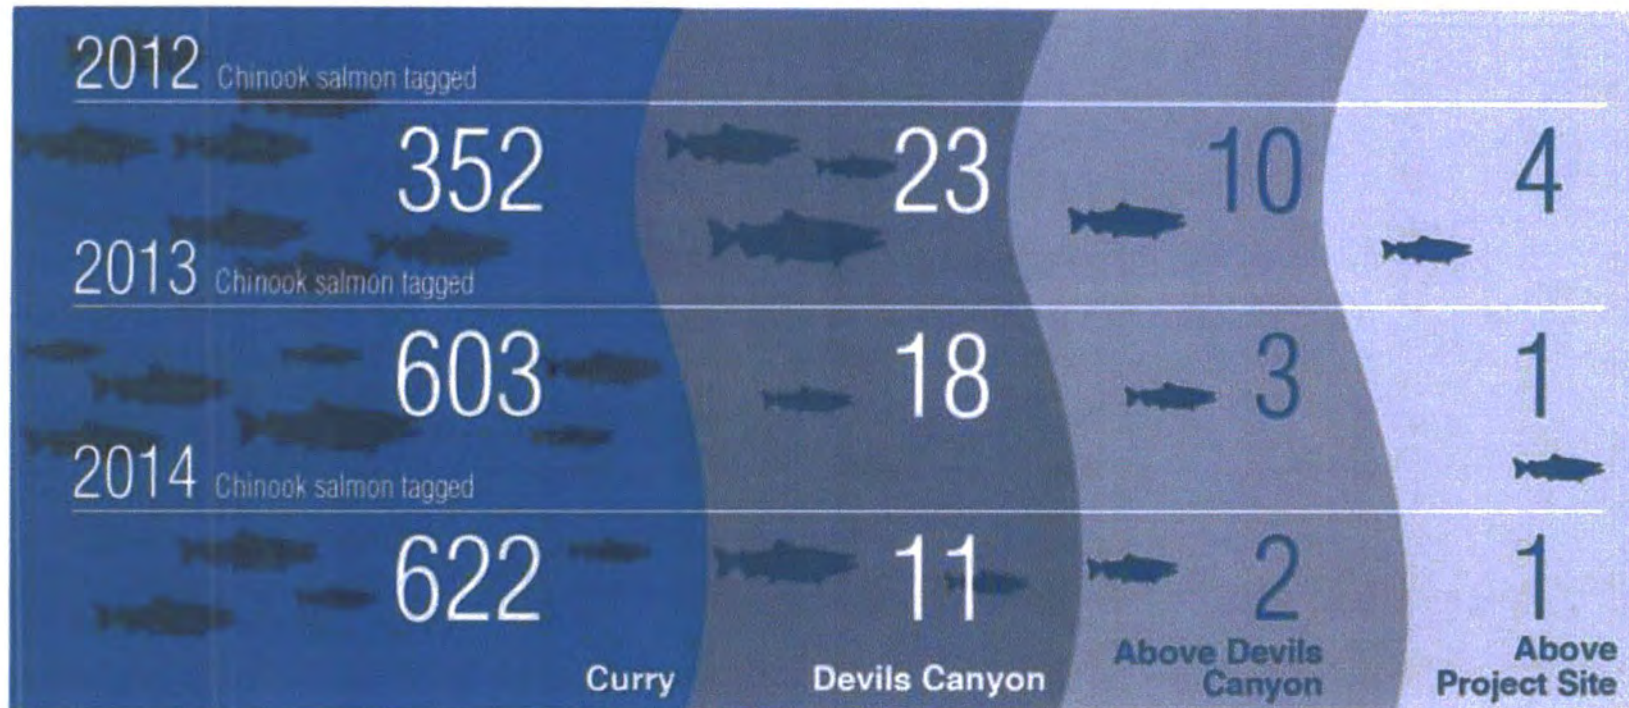 2012 Chinook salmon tagged
352 23 10 4
2013 Chinook salmon tagged
603 18 3 1
2014 Chinook salmon tagged
622 11 2 1
Curry Devils Canyon Above Devils Canyon Above Project Site